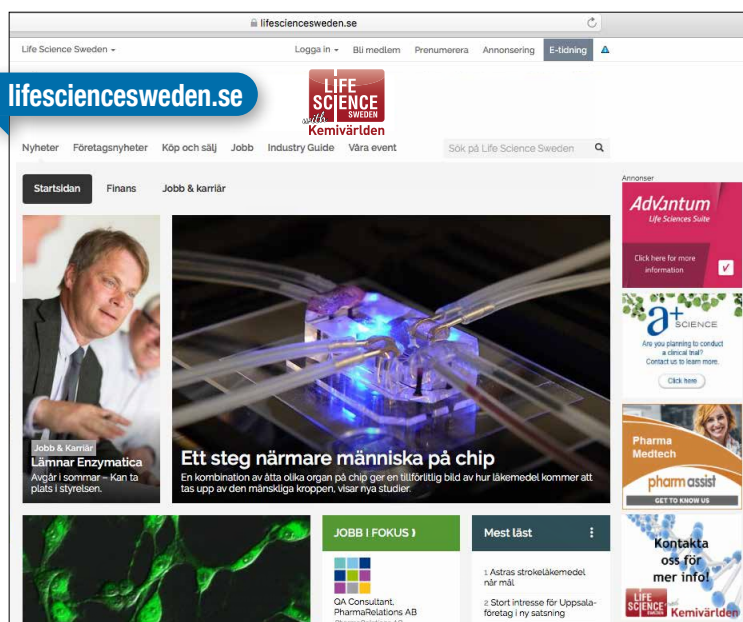 lifesciencesweden.se
Life Science Sweden
Logga in
Bli medlem
Prenumerera
Annonsering
E-tidning
lifesciencesweden.se
LIFE
SCIENCE
SWEDEN
with
Kemivärlden
Nyheter
Företagsnyheter
Köp och sälj
Jobb
Industry Guide
Våra event
Sök på Life Science Sweden
Startsidan
Finans
Jobb & karriär
Jobb & Karriär
Lämnar Enzymatica
Avgår i sommar – Kan ta
plats i styrelsen.
Ett steg närmare människa på chip
En kombination av åtta olika organ på chip ger en tillförlitlig bild av hur läkemedel kommer att
tas upp av den mänskliga kroppen, visar nya studier.
JOBB I FOKUS
QA Consultant,
PharmaRelations AB
PharmaRelations AB
Mest läst
1 Astras strokeläkemedel
når mål
2 Stort intresse för Uppsala-
företag i ny satsning
Annonser
Advantum
Life Sciences Suite
Click here for more
information
a+
SCIENCE
Are you planning to conduct
a clinical trial?
Contact us to learn more.
Click here
Pharma
Medtech
pharm assist
GET TO KNOW US
Kontakta
oss för
mer info!
LIFE
SCIENCE
with
Kemivärlden